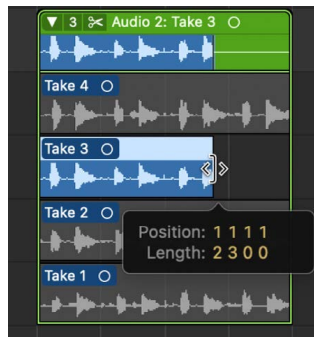 3 Audio 2: Take 3
Take 4
Take 3
Take 2
Position: 1 1 1 1
Length: 2 3 0 0
Take 1